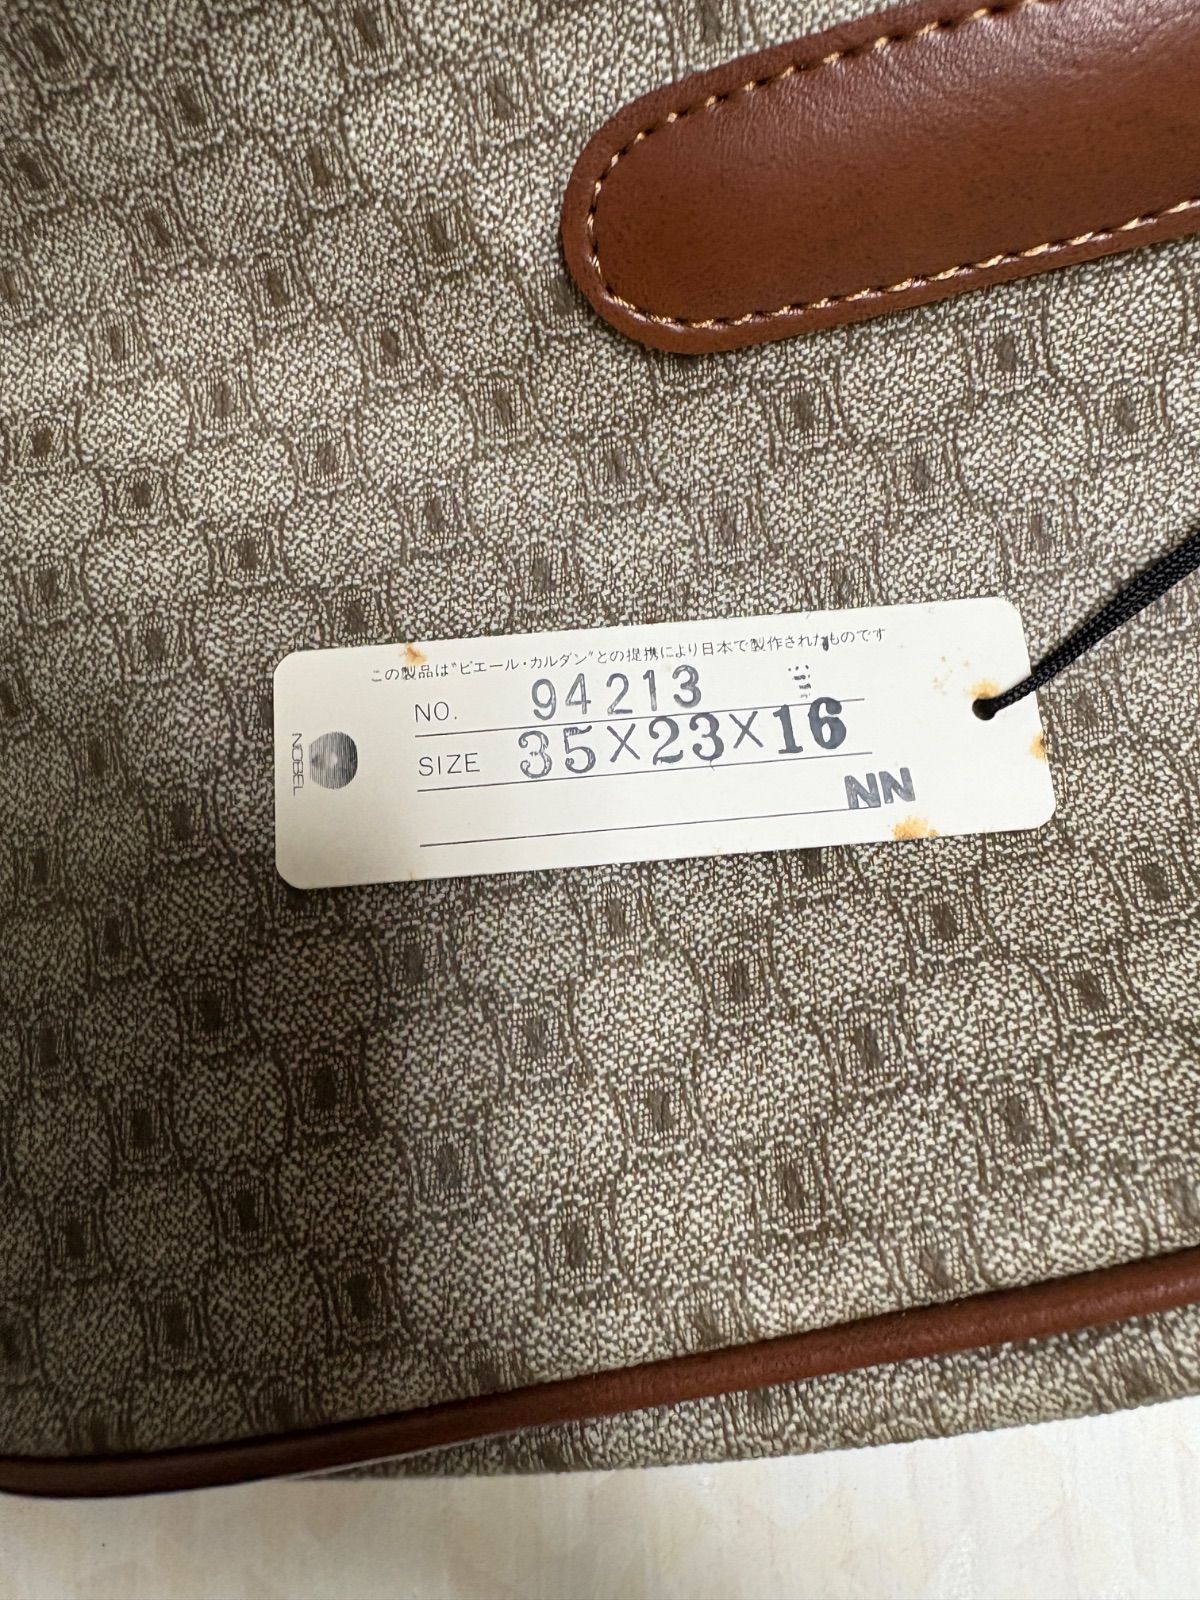 この製品は"ピエール・カルダン"との提携により日本で製作されたものです
NO. 94213
SIZE 35×23×16
NN
NOBEL